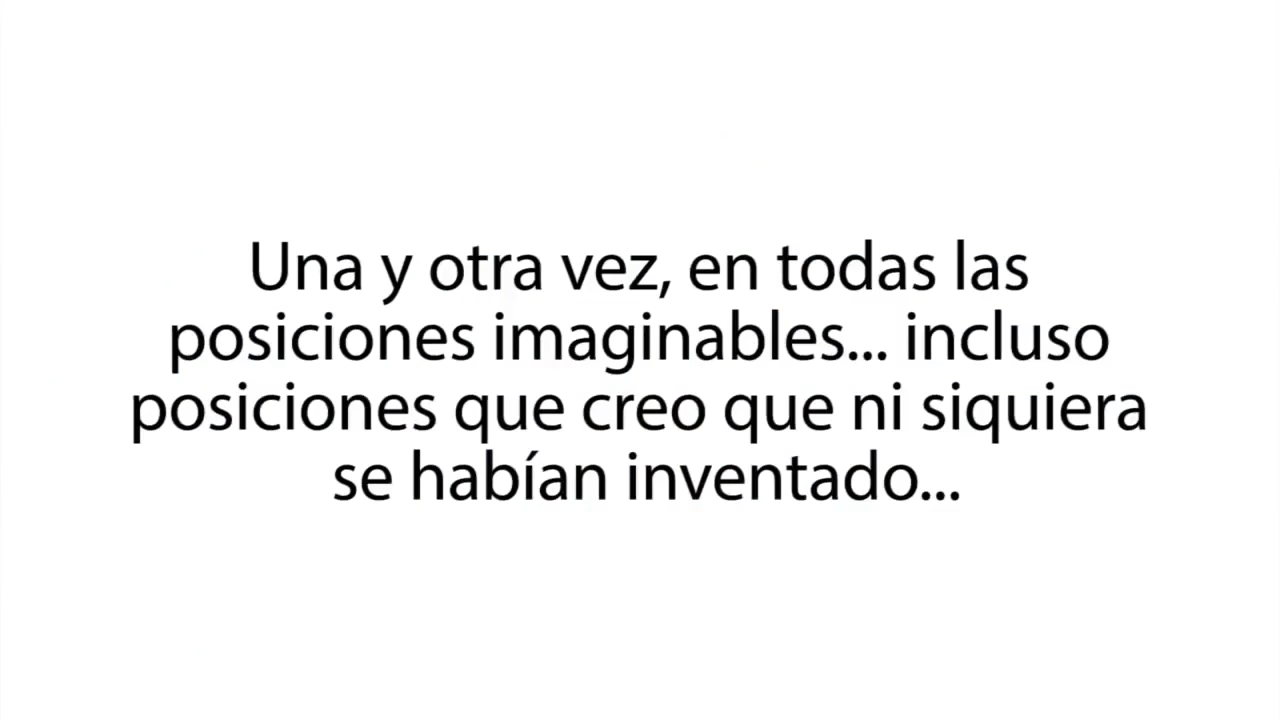 Una y otra vez, en todas las
posiciones imaginables... incluso
posiciones que creo que ni siquiera
se habían inventado...